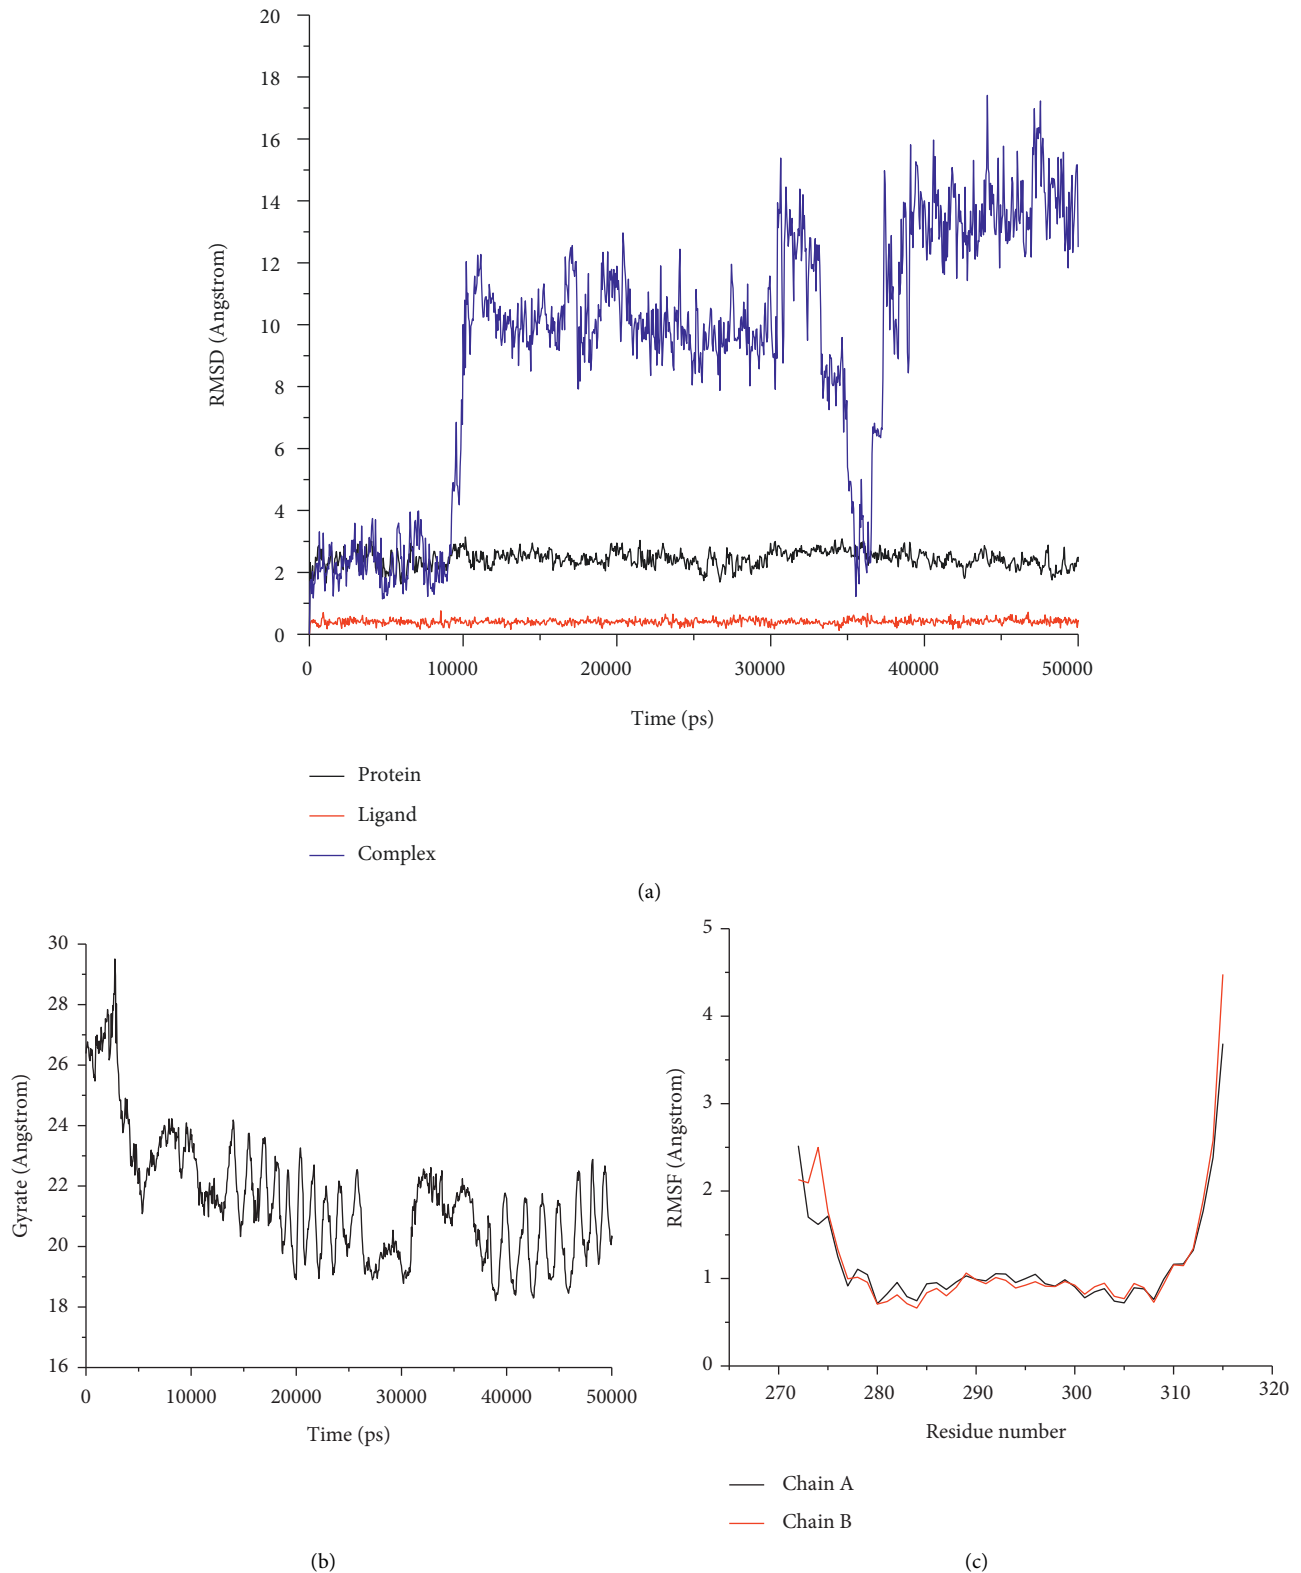 20
18
16
14
12
10
8
6
4
2
0
RMSD (Angstrom)
0 10000 20000 30000 40000 50000
Time (ps)
Protein
Ligand
Complex
(a)
30
28
26
24
22
20
18
16
Gyrate (Angstrom)
0 10000 20000 30000 40000 50000
Time (ps)
(b)
5
4
3
2
1
0
RMSF (Angstrom)
270 280 290 300 310 320
Residue number
Chain A
Chain B
(c)